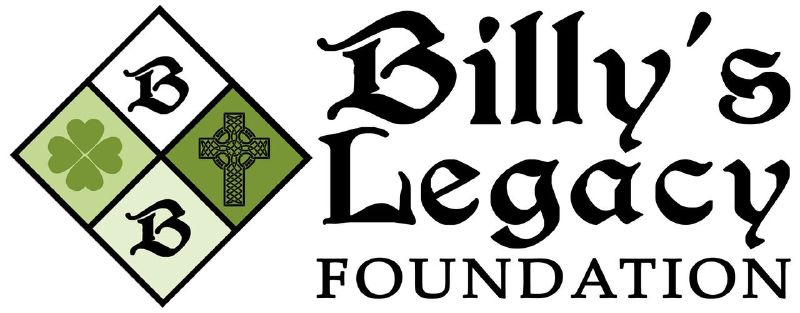 B
B
Billy's
Legacy
FOUNDATION